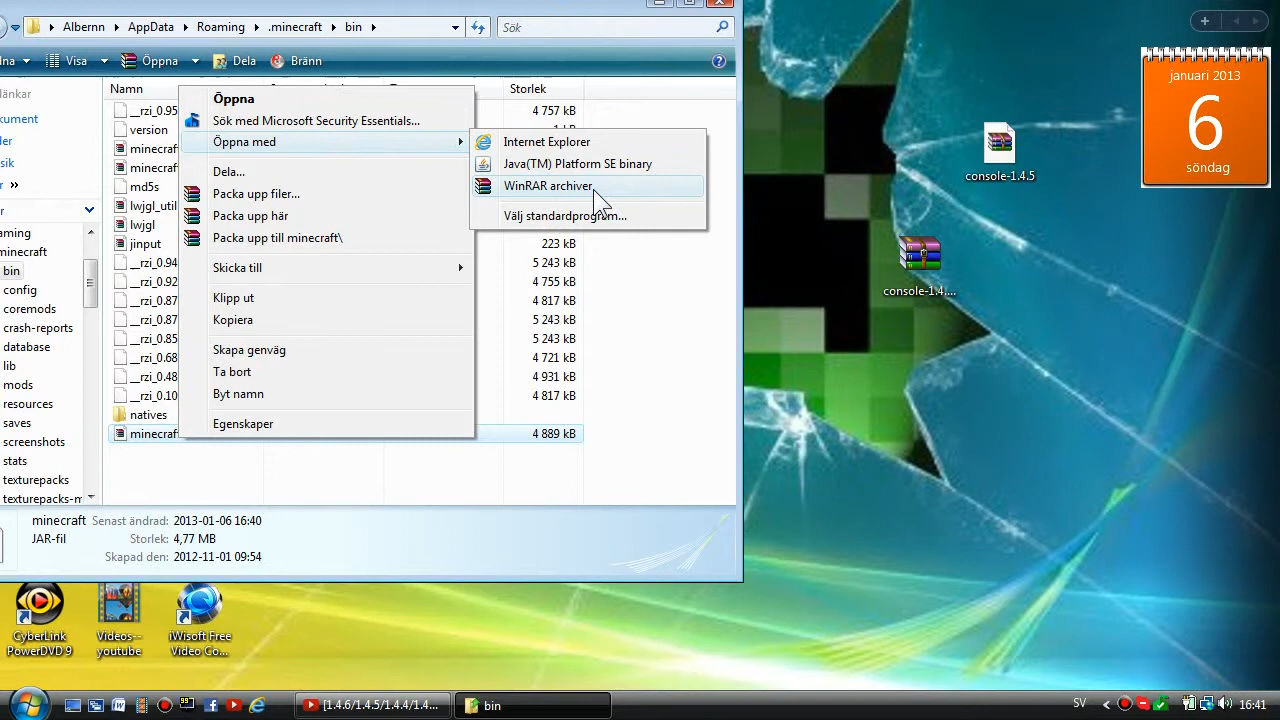 Albernn
AppData
Roaming
.minecraft
bin
Sök
Visa
Öppna
Dela
Bränn
Namn
Storlek
__rzi_0.95
4 757 kB
version
1 kB
minecraft
minecraft
md5s
lwjgl_util
lwjgl
jinput
223 kB
__rzi_0.94
5 243 kB
__rzi_0.92
4 755 kB
__rzi_0.87
4 817 kB
__rzi_0.87
5 243 kB
__rzi_0.85
5 243 kB
__rzi_0.68
4 721 kB
__rzi_0.48
4 931 kB
__rzi_0.10
4 817 kB
natives
minecraft
4 889 kB
bin
config
coremods
crash-reports
database
lib
mods
resources
saves
screenshots
stats
texturepacks
texturepacks-m
Öppna
Sök med Microsoft Security Essentials...
Öppna med
Dela...
Packa upp filer...
Packa upp här
Packa upp till minecraft\
Skicka till
Klipp ut
Kopiera
Skapa genväg
Ta bort
Byt namn
Egenskaper
Internet Explorer
Java(TM) Platform SE binary
WinRAR archiver
Välj standardprogram...
minecraft Senast ändrad: 2013-01-06 16:40
JAR-fil Storlek: 4,77 MB
Skapad den: 2012-11-01 09:54
januari 2013
6
söndag
console-1.4.5
console-1.4....
CyberLink
PowerDVD 9
Videos--
youtube
iWisoft Free
Video Co...
[1.4.6/1.4.5/1.4.4/1.4...
bin
SV
16:41